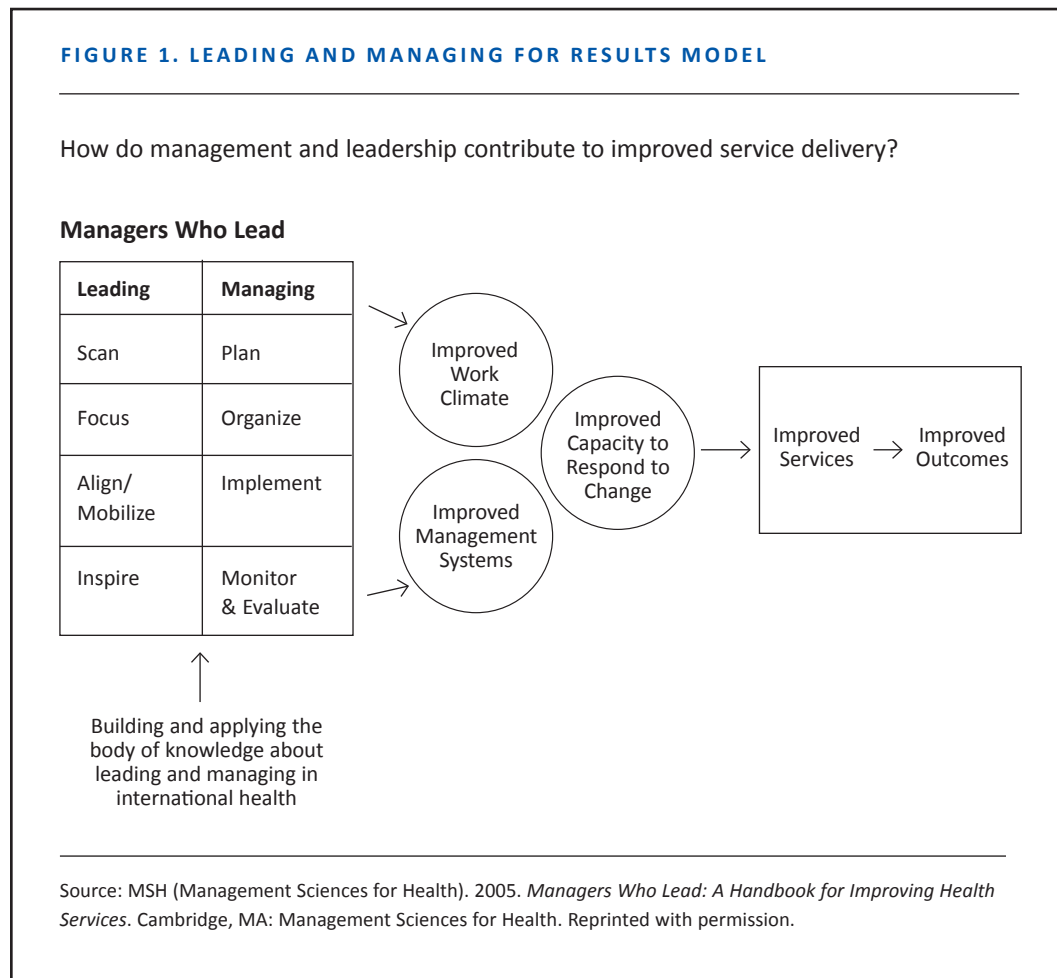 FIGURE 1. LEADING AND MANAGING FOR RESULTS MODEL
How do management and leadership contribute to improved service delivery?
Managers Who Lead
Leading Managing
Scan Plan
Focus Organize
Align/ Implement
Mobilize
Inspire Monitor
& Evaluate
Building and applying the
body of knowledge about
leading and managing in
international health
Improved
Work
Climate
Improved
Management
Systems
Improved
Capacity to
Respond to
Change
Improved
Services
Improved
Outcomes
Source: MSH (Management Sciences for Health). 2005. Managers Who Lead: A Handbook for Improving Health
Services. Cambridge, MA: Management Sciences for Health. Reprinted with permission.